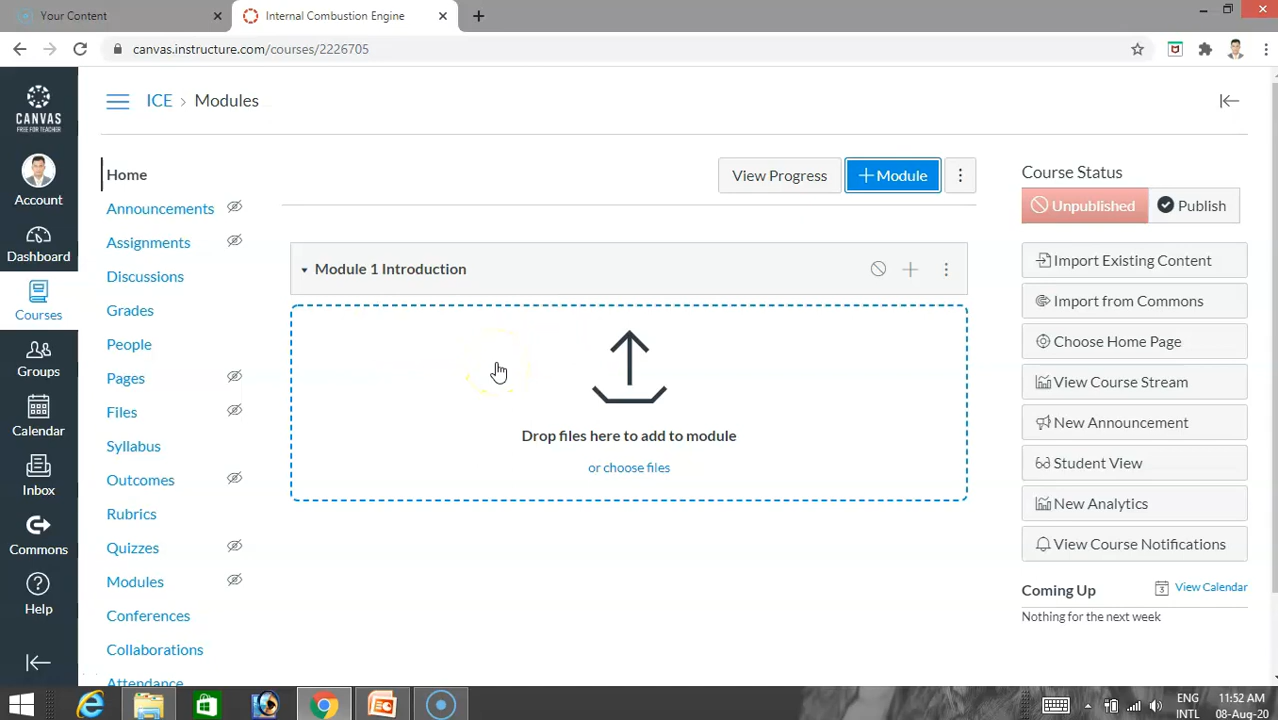 Your Content
Internal Combustion Engine
canvas.instructure.com/courses/2226705
CANVAS
FREE FOR TEACHER
Account
Dashboard
Courses
Groups
Calendar
Inbox
Commons
Help
ICE › Modules
Home
Announcements
Assignments
Discussions
Grades
People
Pages
Files
Syllabus
Outcomes
Rubrics
Quizzes
Modules
Conferences
Collaborations
Attendance
View Progress
+ Module
Module 1 Introduction
Drop files here to add to module
or choose files
Course Status
Unpublished
Publish
Import Existing Content
Import from Commons
Choose Home Page
View Course Stream
New Announcement
Student View
New Analytics
View Course Notifications
Coming Up
3 View Calendar
Nothing for the next week
ENG 11:52 AM
INTL 08-Aug-20